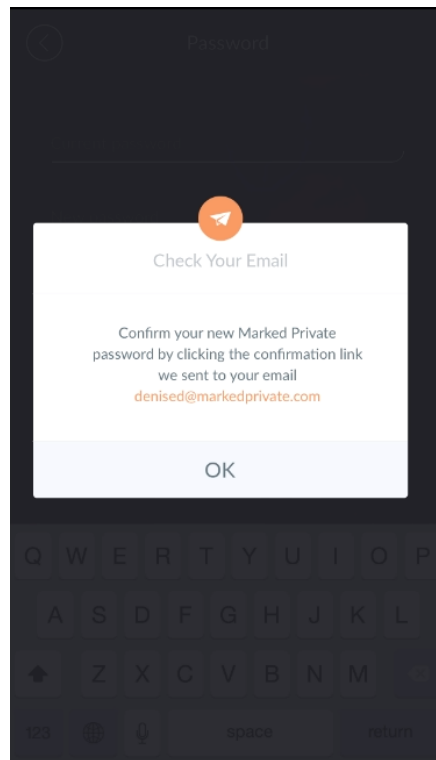 Password
Check Your Email
Confirm your new Marked Private
password by clicking the confirmation link
we sent to your email
denised@markedprivate.com
OK
Q W E R T Y U I O P
A S D F G H J K L
Z X C V B N M
123 space return